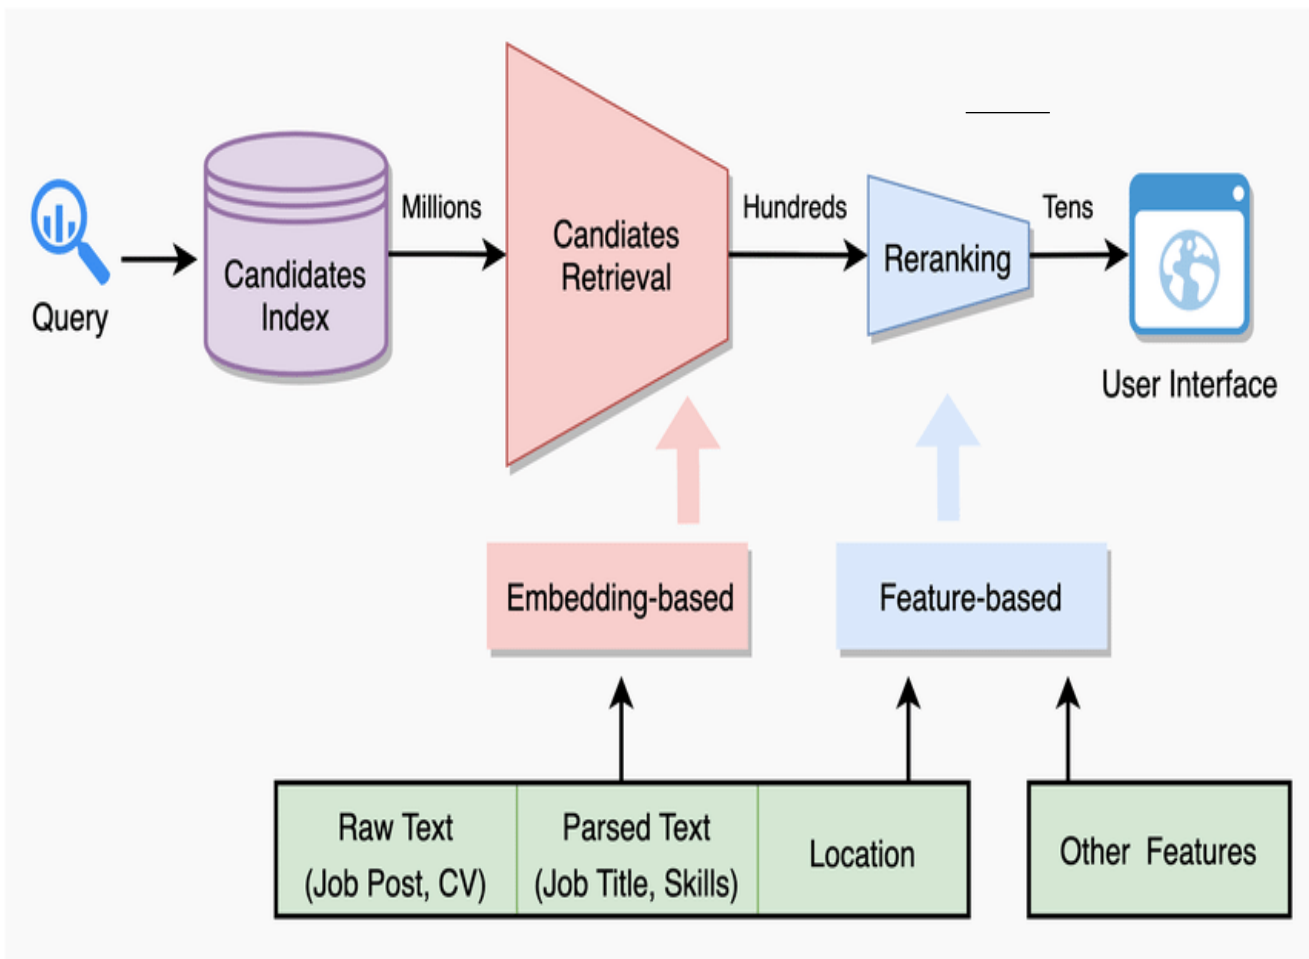 Query
Candidates
Index
Millions
Candiates
Retrieval
Hundreds
Reranking
Tens
User Interface
Embedding-based
Feature-based
Raw Text
(Job Post, CV)
Parsed Text
(Job Title, Skills)
Location
Other Features